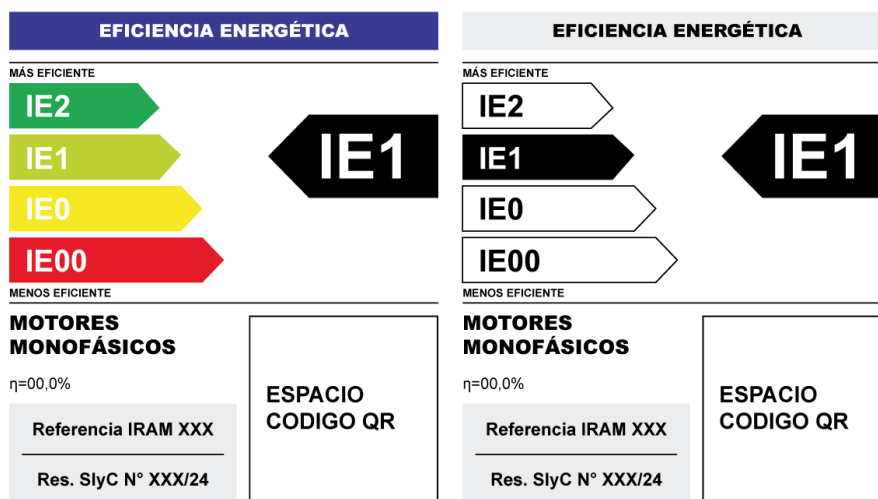 EFICIENCIA ENERGÉTICA
MÁS EFICIENTE
IE2
IE1
IE0
IE00
IE1
MENOS EFICIENTE
MOTORES
MONOFÁSICOS
η=00,0%
Referencia IRAM XXX
Res. SIyC N° XXX/24
ESPACIO
CODIGO QR
EFICIENCIA ENERGÉTICA
MÁS EFICIENTE
IE2
IE1
IE0
IE00
IE1
MENOS EFICIENTE
MOTORES
MONOFÁSICOS
η=00,0%
Referencia IRAM XXX
Res. SIyC N° XXX/24
ESPACIO
CODIGO QR